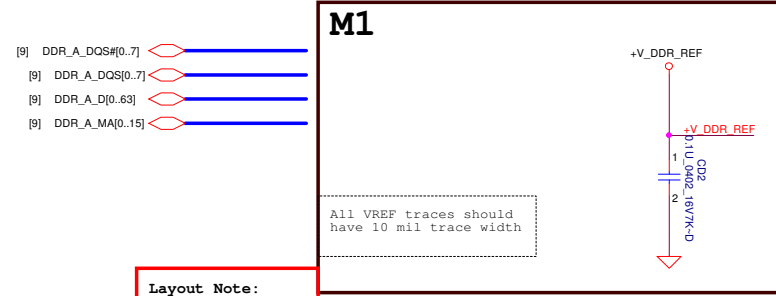 M1
[9] DDR_A_DQS#[0..7]
[9] DDR_A_DQS[0..7]
[9] DDR_A_D[0..63]
[9] DDR_A_MA[0..15]
+V_DDR_REF
+V_DDR_REF
1
2
CD2
0.1U_0402_16V7K~D
All VREF traces should
have 10 mil trace width
Layout Note: